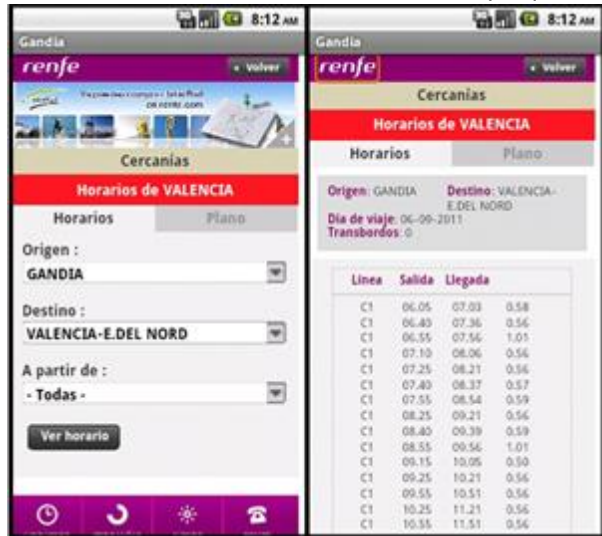 8:12 AM
Gandia
renfe
Volver
en renfe.com
Cercanías
Horarios de VALENCIA
Horarios Plano
Origen :
GANDIA
Destino :
VALENCIA-E.DEL NORD
A partir de :
- Todas -
Ver horario
8:12 AM
Gandia
renfe
Volver
Cercanías
Horarios de VALENCIA
Horarios Plano
Origen: GANDIA Destino: VALENCIA-
E.DEL NORD
Día de viaje: 06-09-2011
Transbordos: 0
Línea Salida Llegada
C1 06.05 07.03 0.58
C1 06.40 07.36 0.56
C1 06.55 07.56 1.01
C1 07.10 08.06 0.56
C1 07.25 08.21 0.56
C1 07.40 08.37 0.57
C1 07.55 08.54 0.59
C1 08.25 09.21 0.56
C1 08.40 09.39 0.59
C1 08.55 09.56 1.01
C1 09.15 10.05 0.50
C1 09.25 10.21 0.56
C1 09.55 10.51 0.56
C1 10.25 11.21 0.56
C1 10.55 11.51 0.56